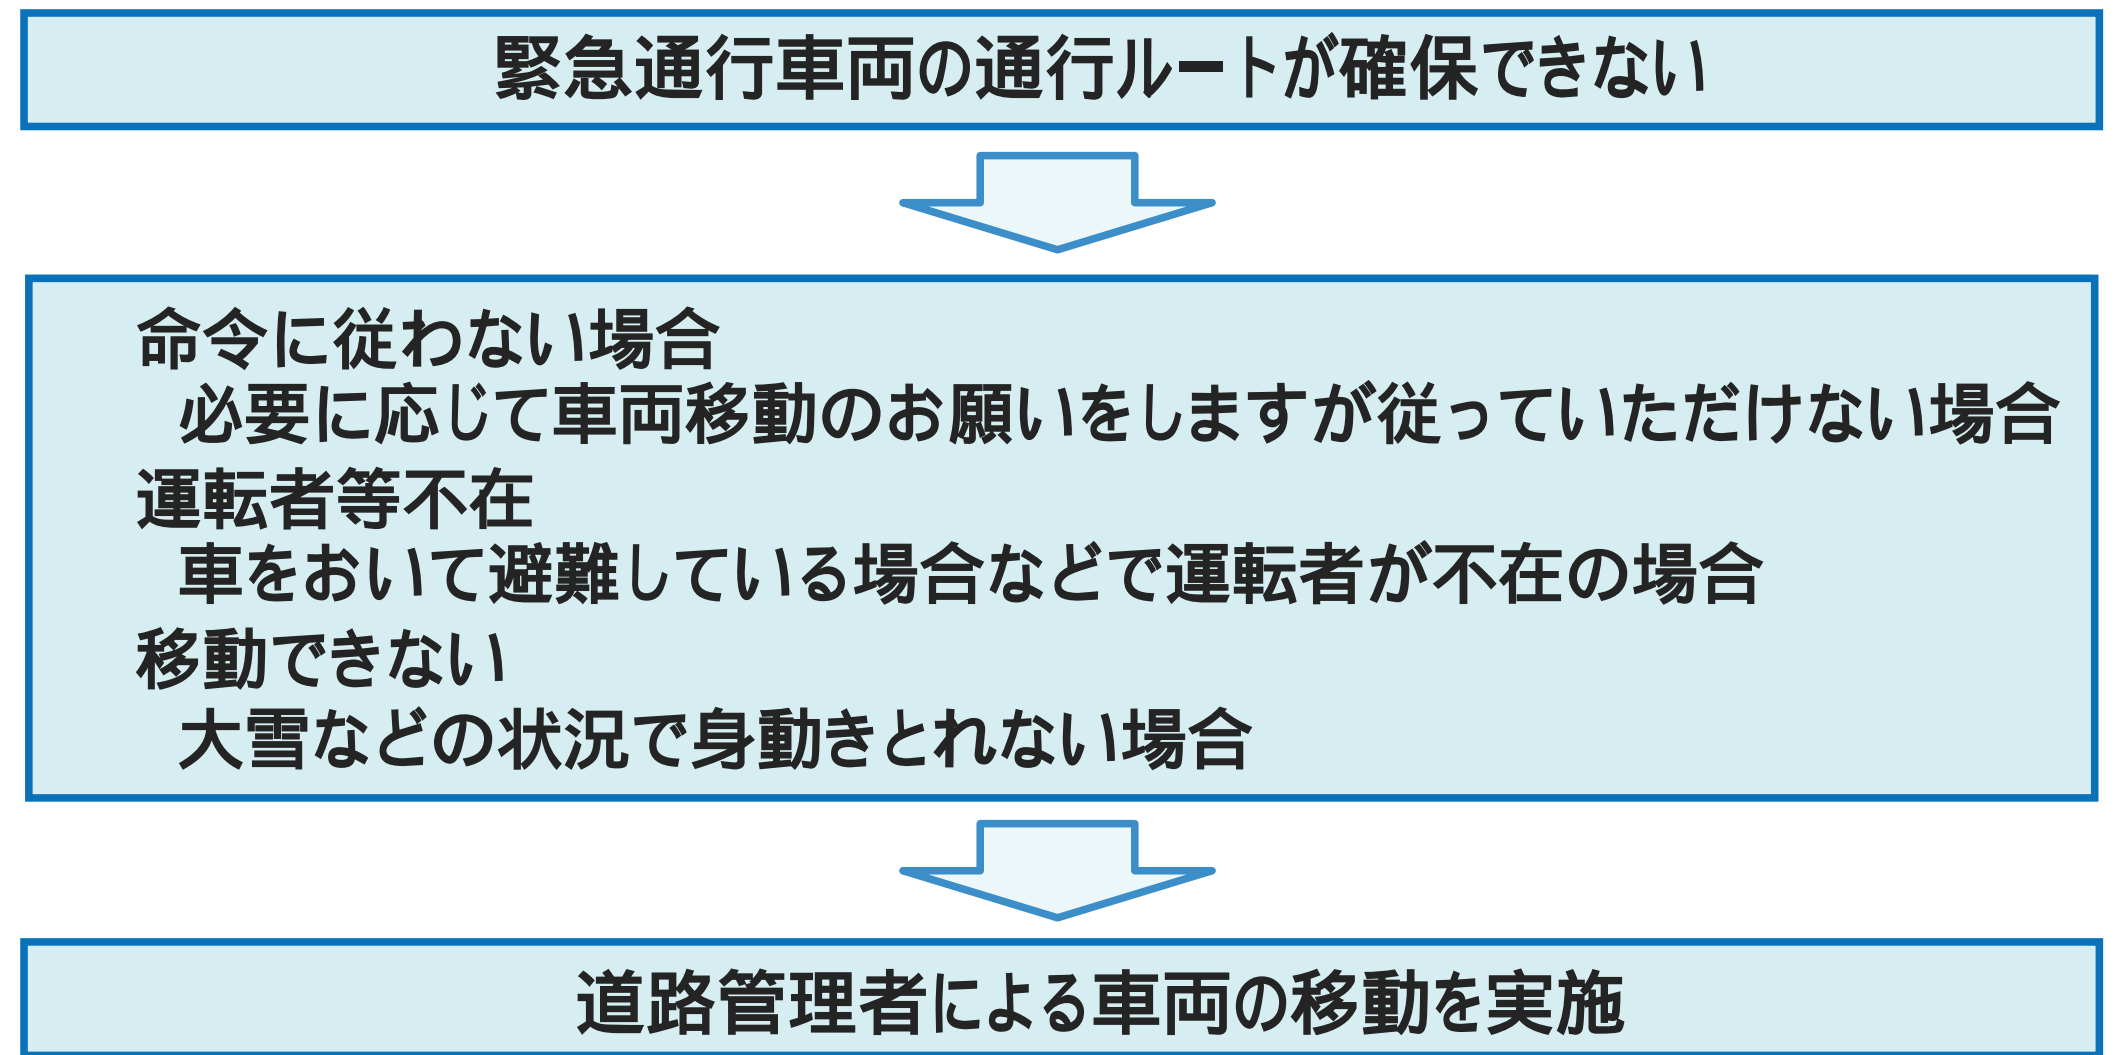 緊急通行車両の通行ルートが確保できない
命令に従わない場合
必要に応じて車両移動のお願いをしますが従っていただけない場合
運転者等不在
車をおいて避難している場合などで運転者が不在の場合
移動できない
大雪などの状況で身動きとれない場合
道路管理者による車両の移動を実施